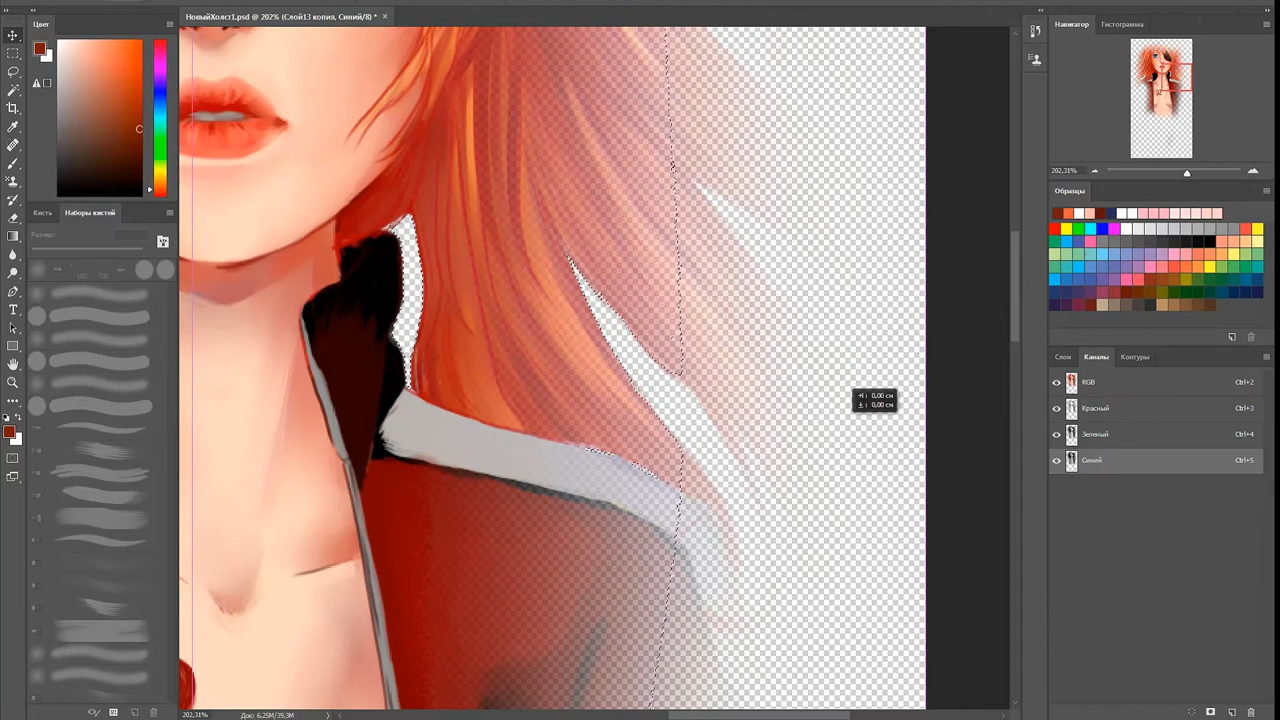 НовыйХолст1.psd @ 202% (Слой13 копия, Синий/8) *
Цвет
Кисть
Наборы кистей
Размер:
Навигатор
Гистограмма
202,31%
Образцы
Слои
Каналы
Контуры
RGB Ctrl+2
Красный Ctrl+3
Зеленый Ctrl+4
Синий Ctrl+5
0,00 см
0,00 см
202,31%
Док: 6,25M/39,3M